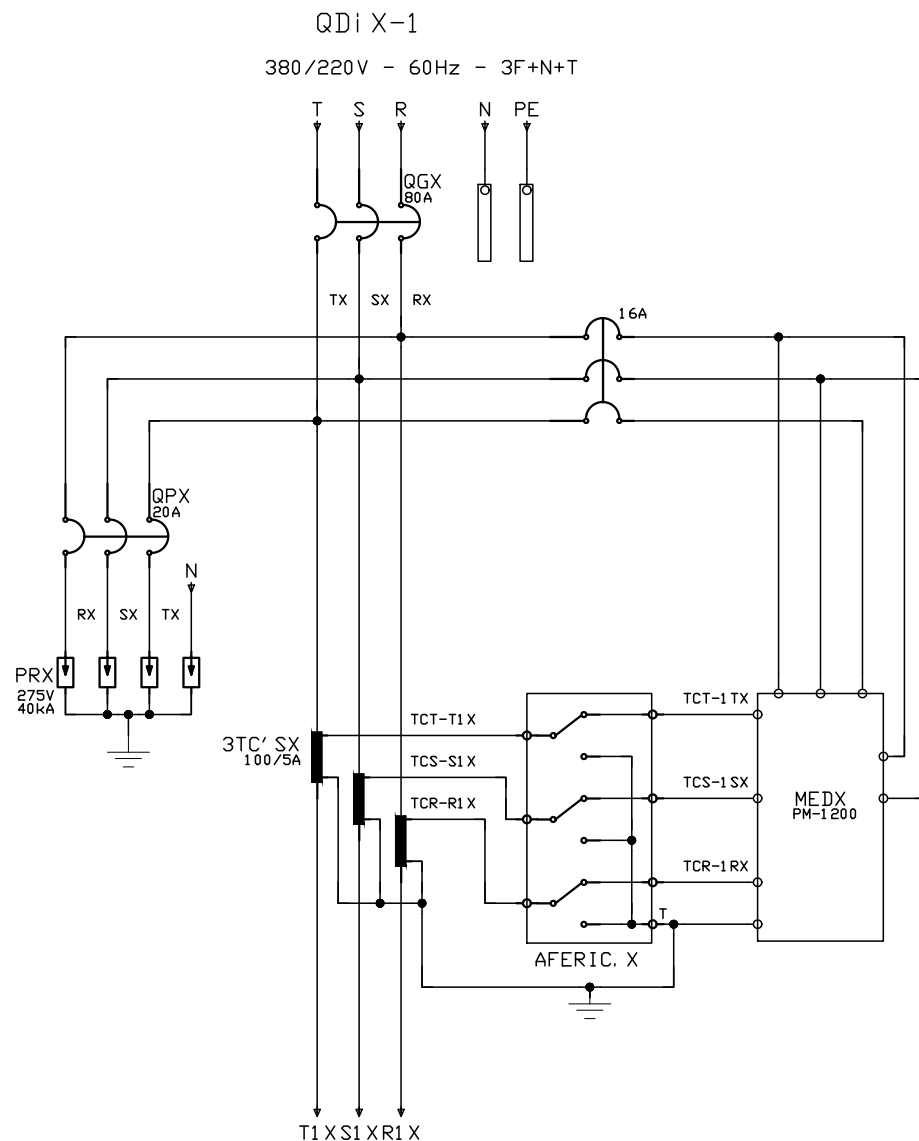 QDi X-1
380/220V - 60Hz - 3F+N+T
T S R N PE
QGX
80A
TX SX RX
16A
QPX
20A
N
RX SX TX
PRX
275V
40kA
TCT-T1X
TCT-1TX
3TC'SX
100/5A
TCS-S1X
TCS-1SX
MEDX
PM-1200
TCR-R1X
TCR-1RX
T
AFERIC. X
T1X S1X R1X